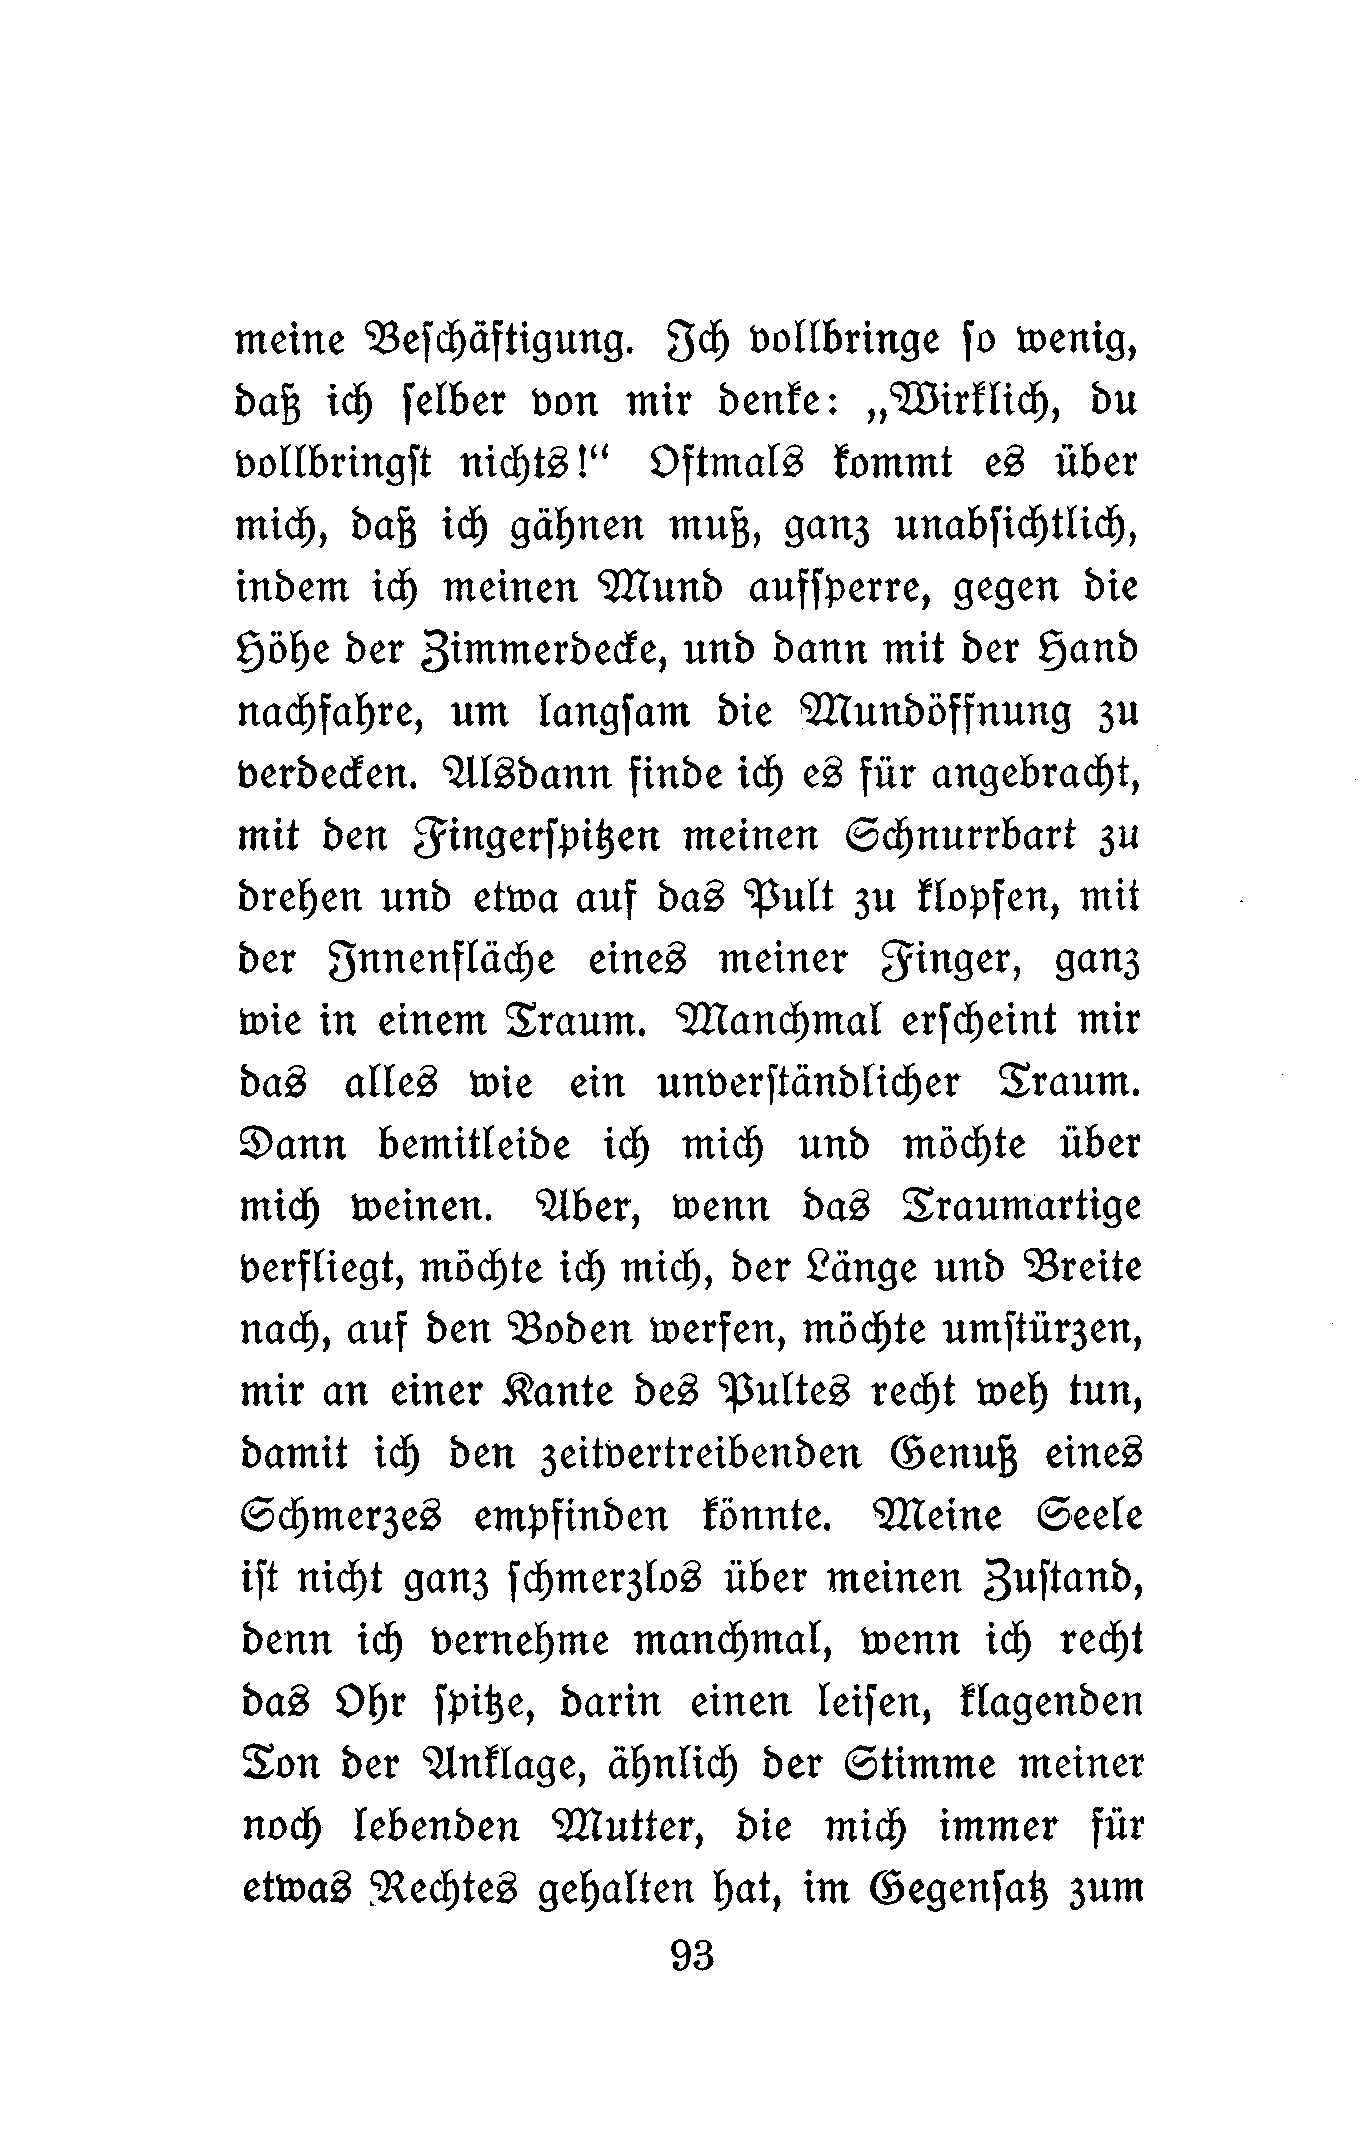 meine Beſchäftigung. Ich vollbringe ſo wenig,
daß ich ſelber von mir denke: „Wirklich, du
vollbringſt nichts!“ Oftmals kommt es über
mich, daß ich gähnen muß, ganz unabſichtlich,
indem ich meinen Mund aufſperre, gegen die
Höhe der Zimmerdecke, und dann mit der Hand
nachfahre, um langſam die Mundöffnung zu
verdecken. Alsdann finde ich es für angebracht,
mit den Fingerſpitzen meinen Schnurrbart zu
drehen und etwa auf das Pult zu klopfen, mit
der Innenfläche eines meiner Finger, ganz
wie in einem Traum. Manchmal erſcheint mir
das alles wie ein unverſtändlicher Traum.
Dann bemitleide ich mich und möchte über
mich weinen. Aber, wenn das Traumartige
verfliegt, möchte ich mich, der Länge und Breite
nach, auf den Boden werfen, möchte umſtürzen,
mir an einer Kante des Pultes recht weh tun,
damit ich den zeitvertreibenden Genuß eines
Schmerzes empfinden könnte. Meine Seele
iſt nicht ganz ſchmerzlos über meinen Zuſtand,
denn ich vernehme manchmal, wenn ich recht
das Ohr ſpitze, darin einen leiſen, klagenden
Ton der Anklage, ähnlich der Stimme meiner
noch lebenden Mutter, die mich immer für
etwas Rechtes gehalten hat, im Gegenſatz zum
93